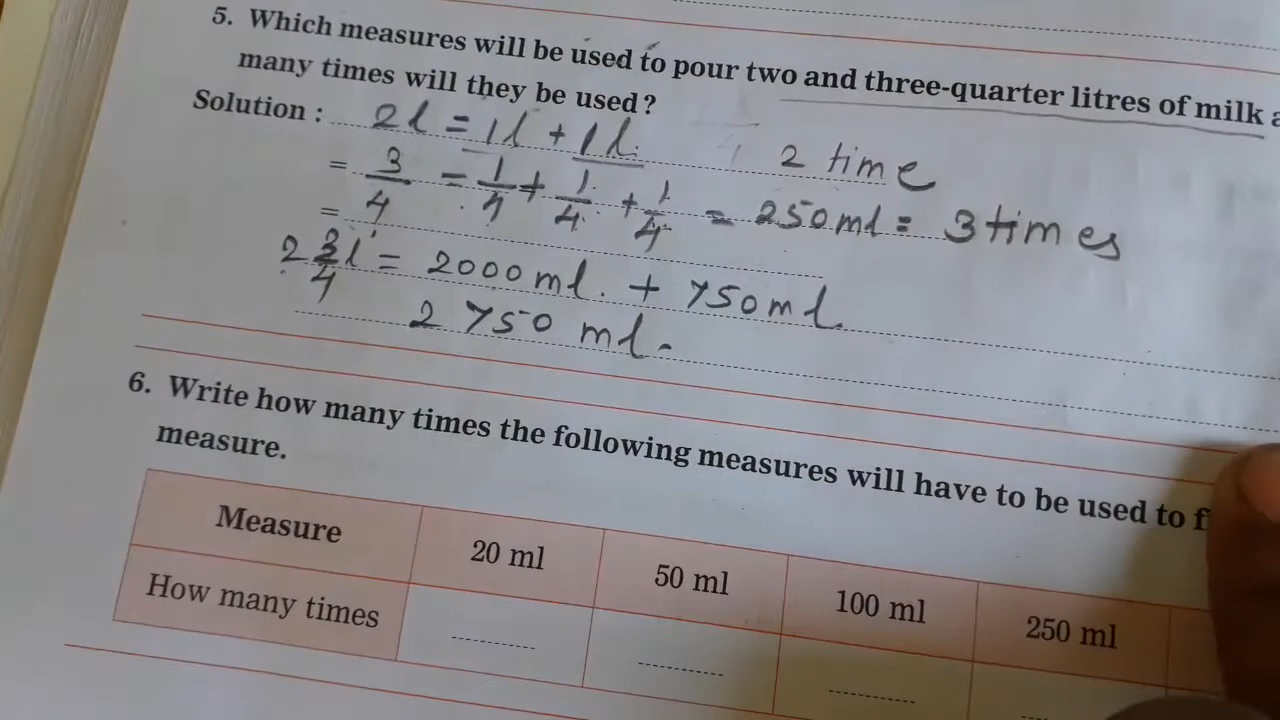 5. Which measures will be used to pour two and three-quarter litres of milk a
many times will they be used?
Solution : 2l = 1l + 1l. 2 time
= 3/4 = 1/4 + 1/4 + 1/4 = 250ml = 3 times
=
2 3/4 l = 2000 ml. + 750 ml.
2750 ml.
6. Write how many times the following measures will have to be used to f
measure.
Measure 20 ml 50 ml 100 ml 250 ml
How many times